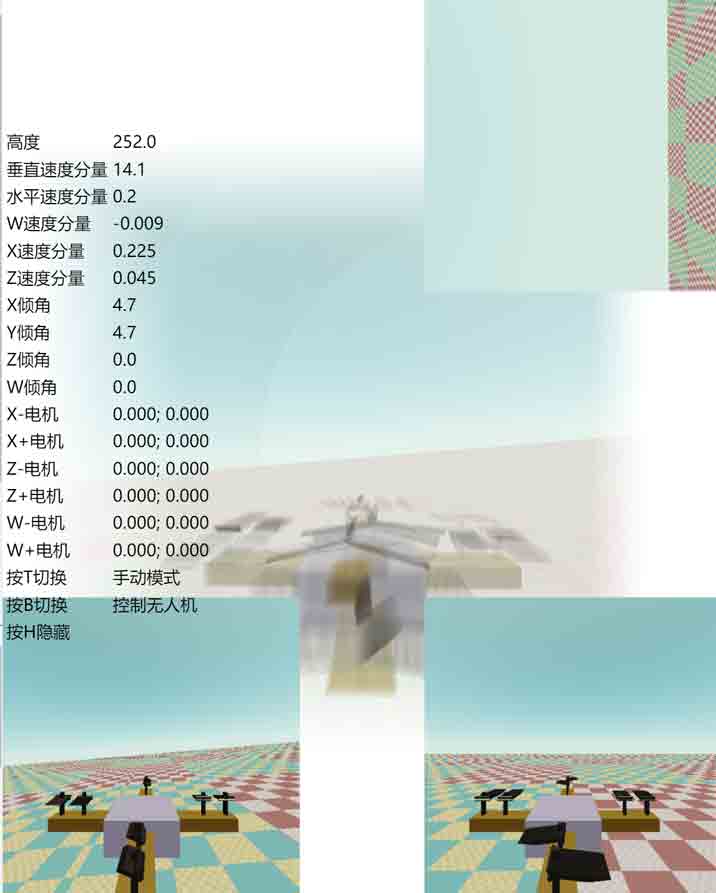 高度 252.0
垂直速度分量 14.1
水平速度分量 0.2
W速度分量 -0.009
X速度分量 0.225
Z速度分量 0.045
X倾角 4.7
Y倾角 4.7
Z倾角 0.0
W倾角 0.0
X-电机 0.000; 0.000
X+电机 0.000; 0.000
Z-电机 0.000; 0.000
Z+电机 0.000; 0.000
W-电机 0.000; 0.000
W+电机 0.000; 0.000
按T切换 手动模式
按B切换 控制无人机
按H隐藏